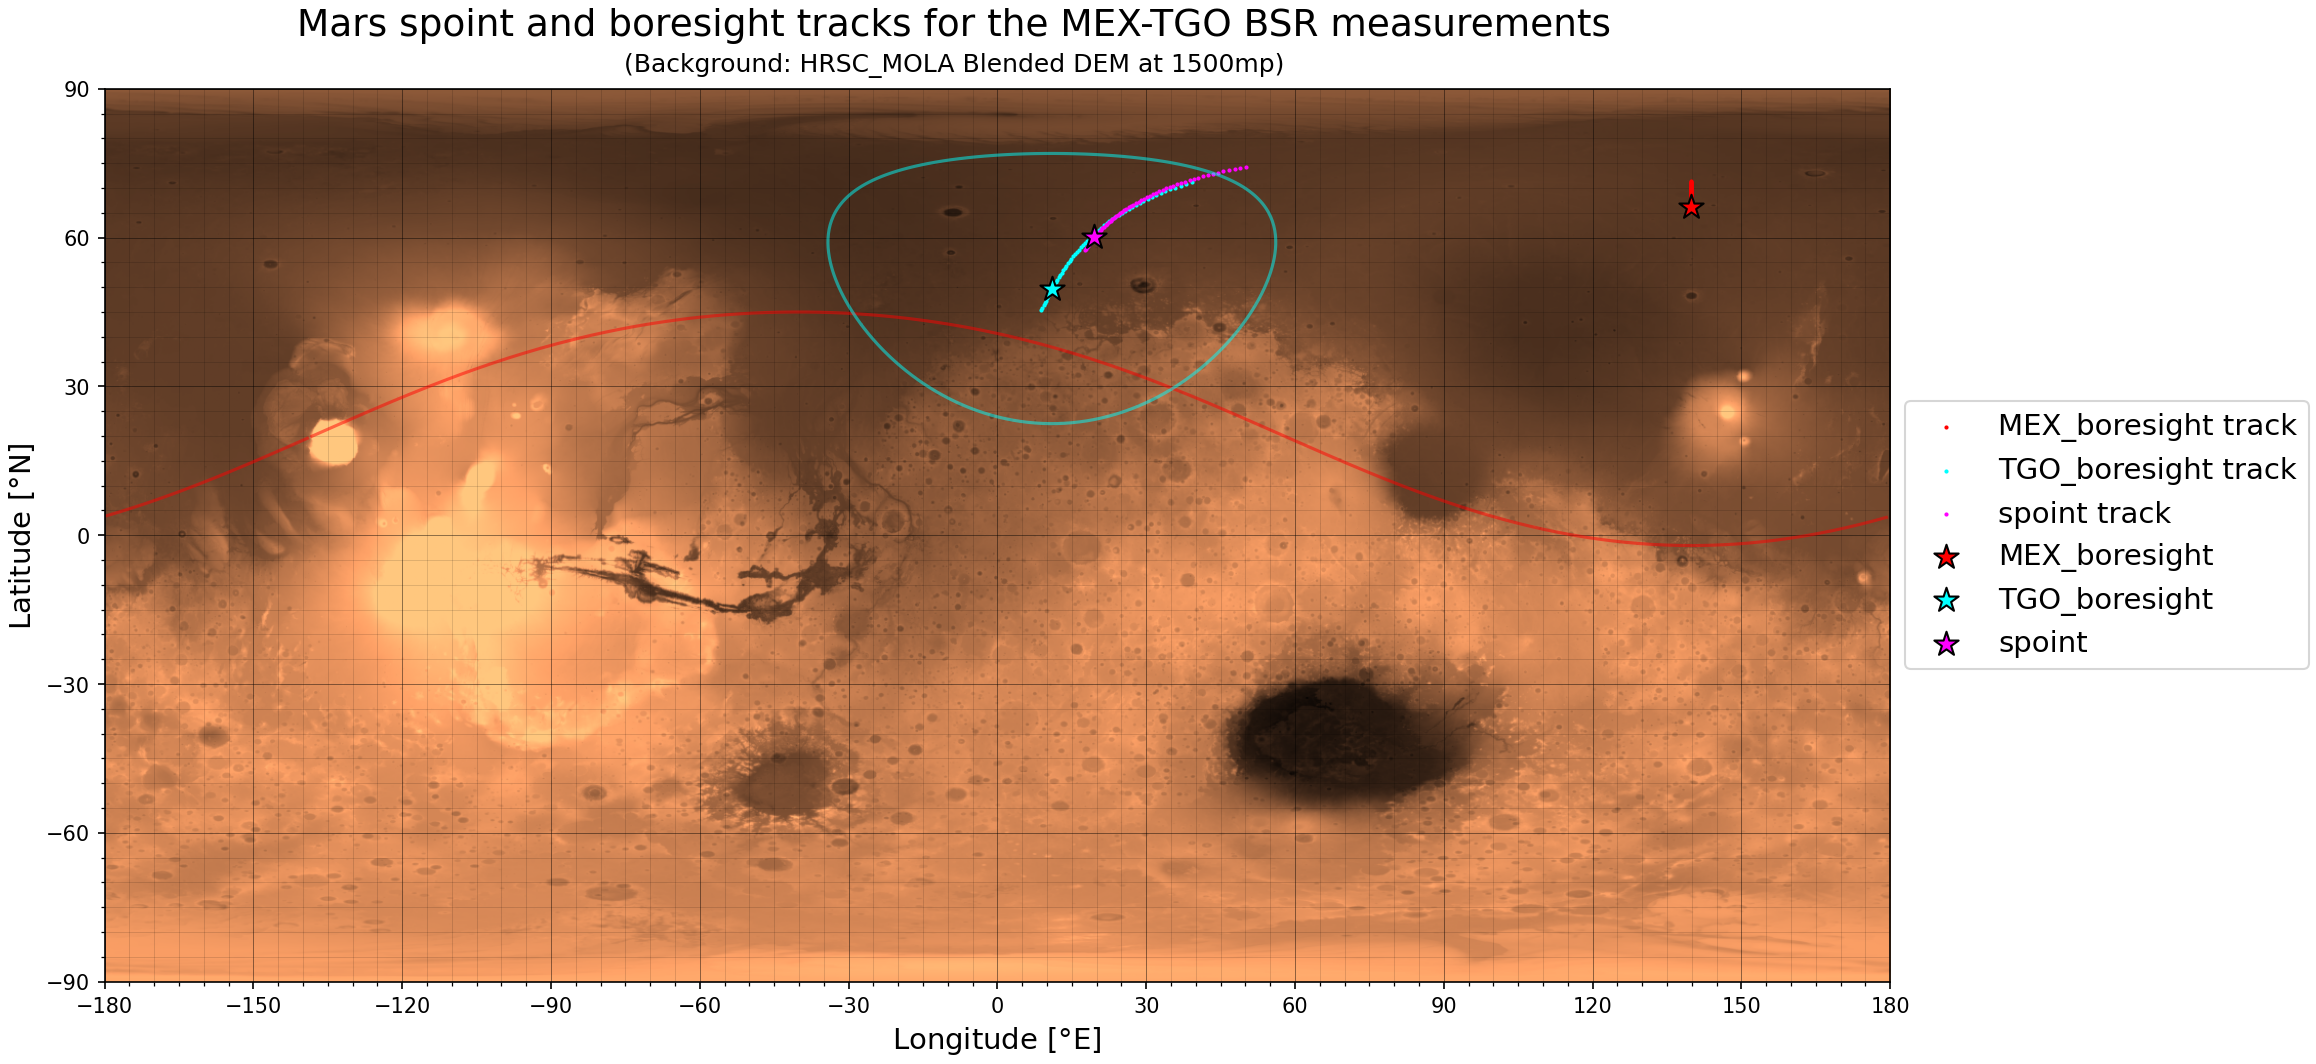 Mars spoint and boresight tracks for the MEX-TGO BSR measurements
(Background: HRSC_MOLA Blended DEM at 1500mp)
90
60
30
0
−30
−60
−90
Latitude [°N]
−180
−150
−120
−90
−60
−30
0
30
60
90
120
150
180
Longitude [°E]
MEX_boresight track
TGO_boresight track
spoint track
MEX_boresight
TGO_boresight
spoint